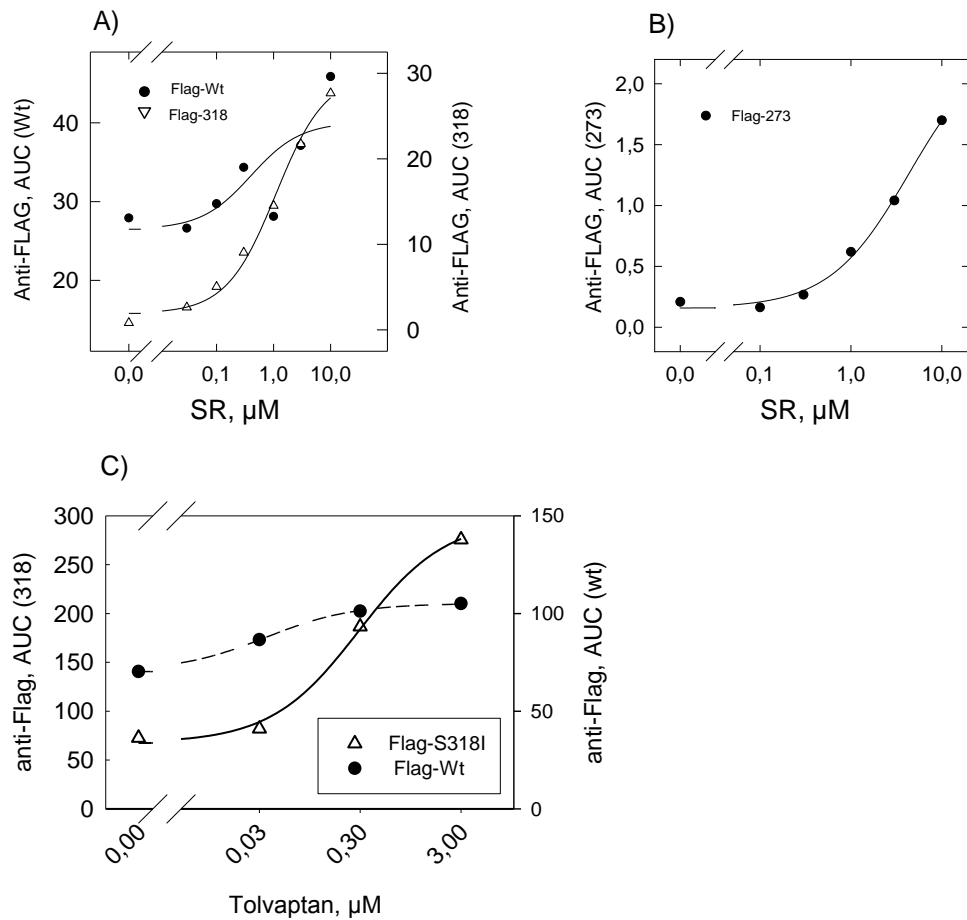 A)
Flag-Wt
Flag-318
Anti-FLAG, AUC (Wt)
40
30
20
Anti-FLAG, AUC (318)
30
20
10
0
0,0
0,1
1,0
10,0
SR, µM
B)
Flag-273
Anti-FLAG, AUC (273)
2,0
1,5
1,0
0,5
0,0
0,0
0,1
1,0
10,0
SR, µM
C)
anti-Flag, AUC (318)
300
250
200
150
100
50
0
anti-Flag, AUC (wt)
150
100
50
0
Flag-S318I
Flag-Wt
0,00
0,03
0,30
3,00
Tolvaptan, µM